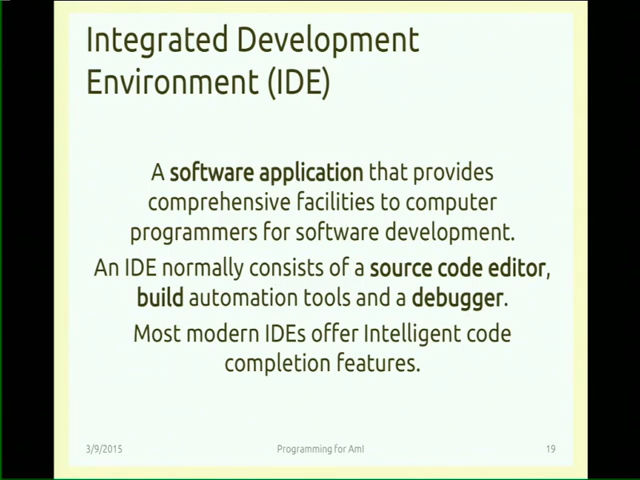 Integrated Development
Environment (IDE)
A software application that provides
comprehensive facilities to computer
programmers for software development.
An IDE normally consists of a source code editor,
build automation tools and a debugger.
Most modern IDEs offer Intelligent code
completion features.
3/9/2015 Programming for AmI 19